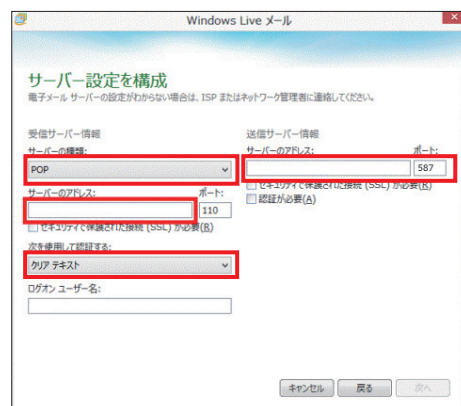 Windows Live メール
サーバー設定を構成
電子メール サーバーの設定がわからない場合は、ISP またはネットワーク管理者に連絡してください。
受信サーバー情報
サーバーの種類:
POP
サーバーのアドレス:
ポート:
110
セキュリティで保護された接続 (SSL) が必要(R)
次を使用して認証する:
クリア テキスト
ログオン ユーザー名:
送信サーバー情報
サーバーのアドレス:
ポート:
587
セキュリティで保護された接続 (SSL) が必要(R)
認証が必要(A)
キャンセル
戻る
次へ